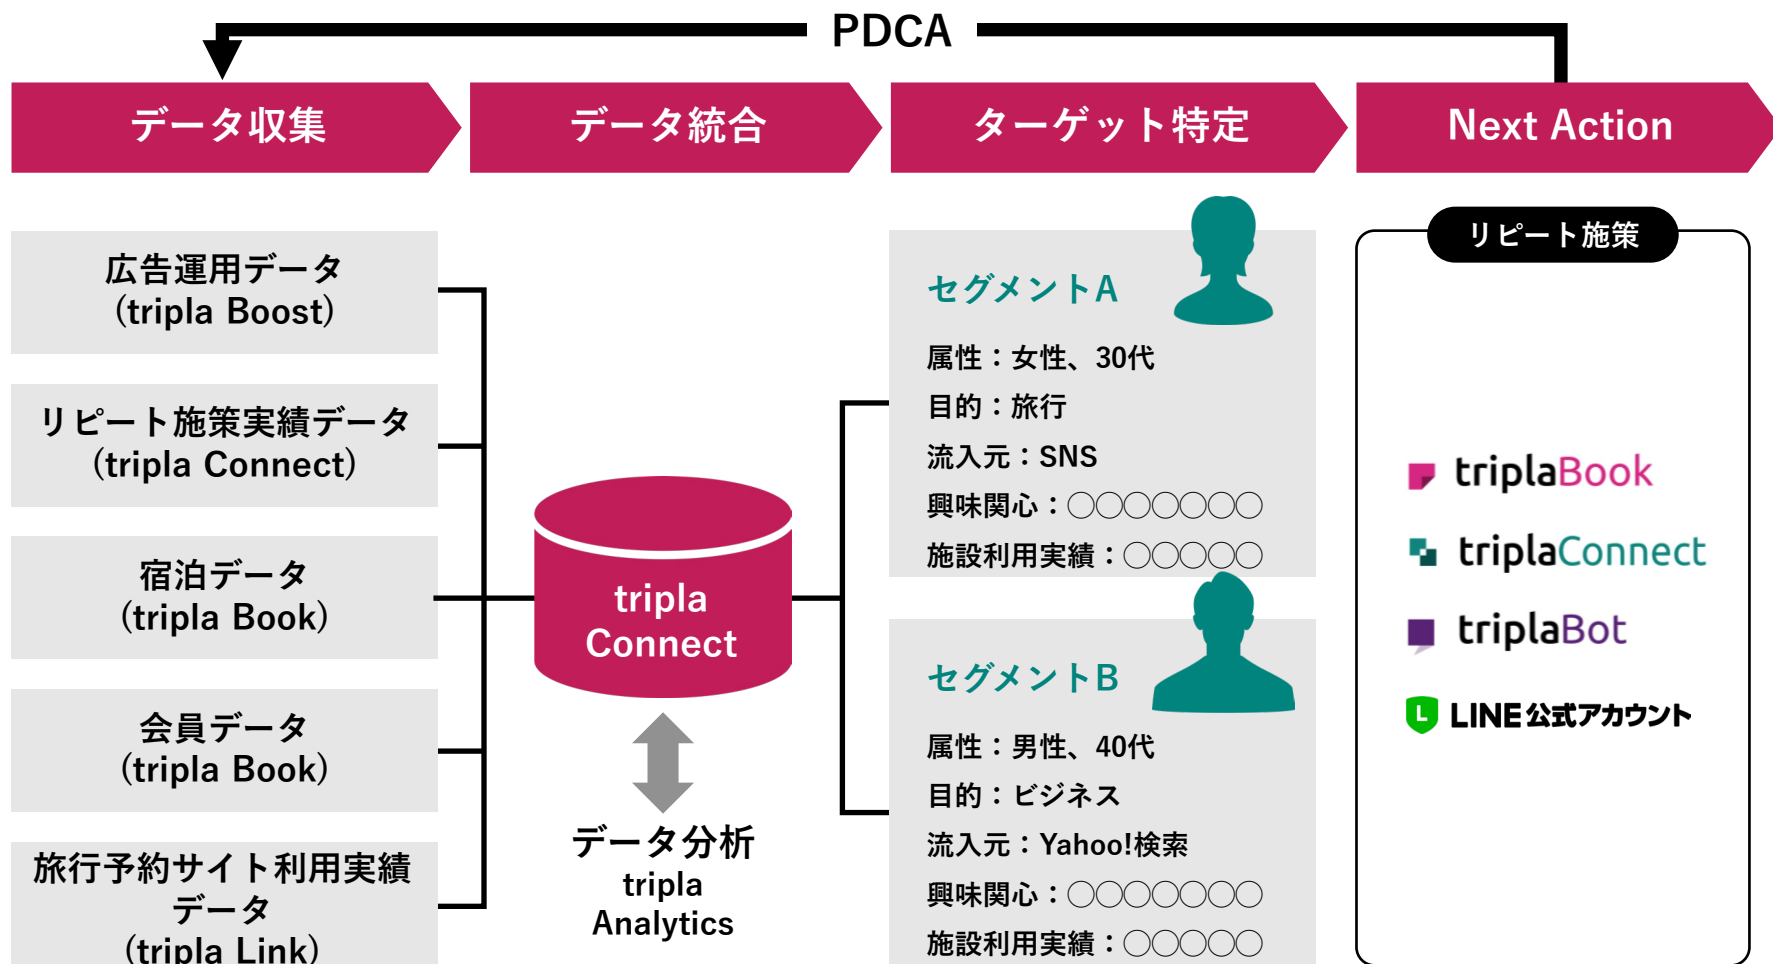 PDCA
データ収集
データ統合
ターゲット特定
Next Action
広告運用データ
(tripla Boost)
リピート施策実績データ
(tripla Connect)
宿泊データ
(tripla Book)
会員データ
(tripla Book)
旅行予約サイト利用実績
データ
(tripla Link)
tripla
Connect
データ分析
tripla
Analytics
セグメントA
属性：女性、30代
目的：旅行
流入元：SNS
興味関心：〇〇〇〇〇〇〇
施設利用実績：〇〇〇〇〇
セグメントB
属性：男性、40代
目的：ビジネス
流入元：Yahoo!検索
興味関心：〇〇〇〇〇〇〇
施設利用実績：〇〇〇〇〇
リピート施策
triplaBook
triplaConnect
triplaBot
L LINE公式アカウント